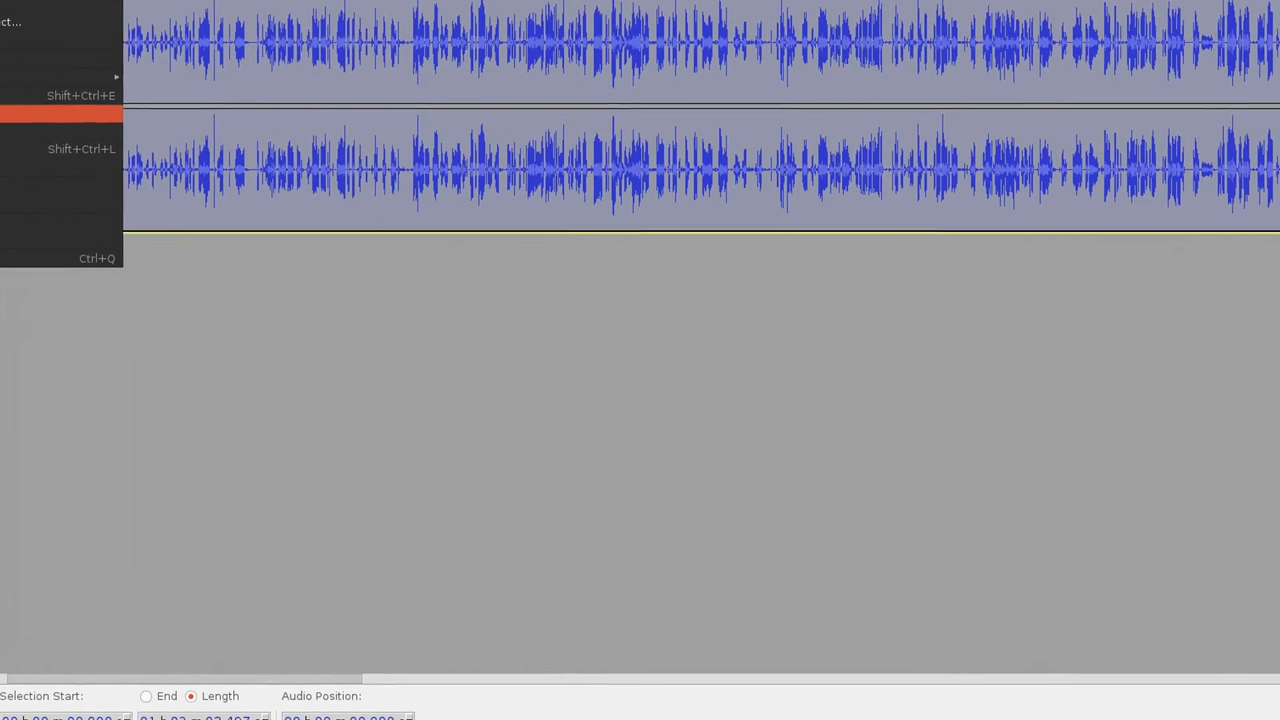 ct...
Shift+Ctrl+E
Shift+Ctrl+L
Ctrl+Q
Selection Start: End Length Audio Position: